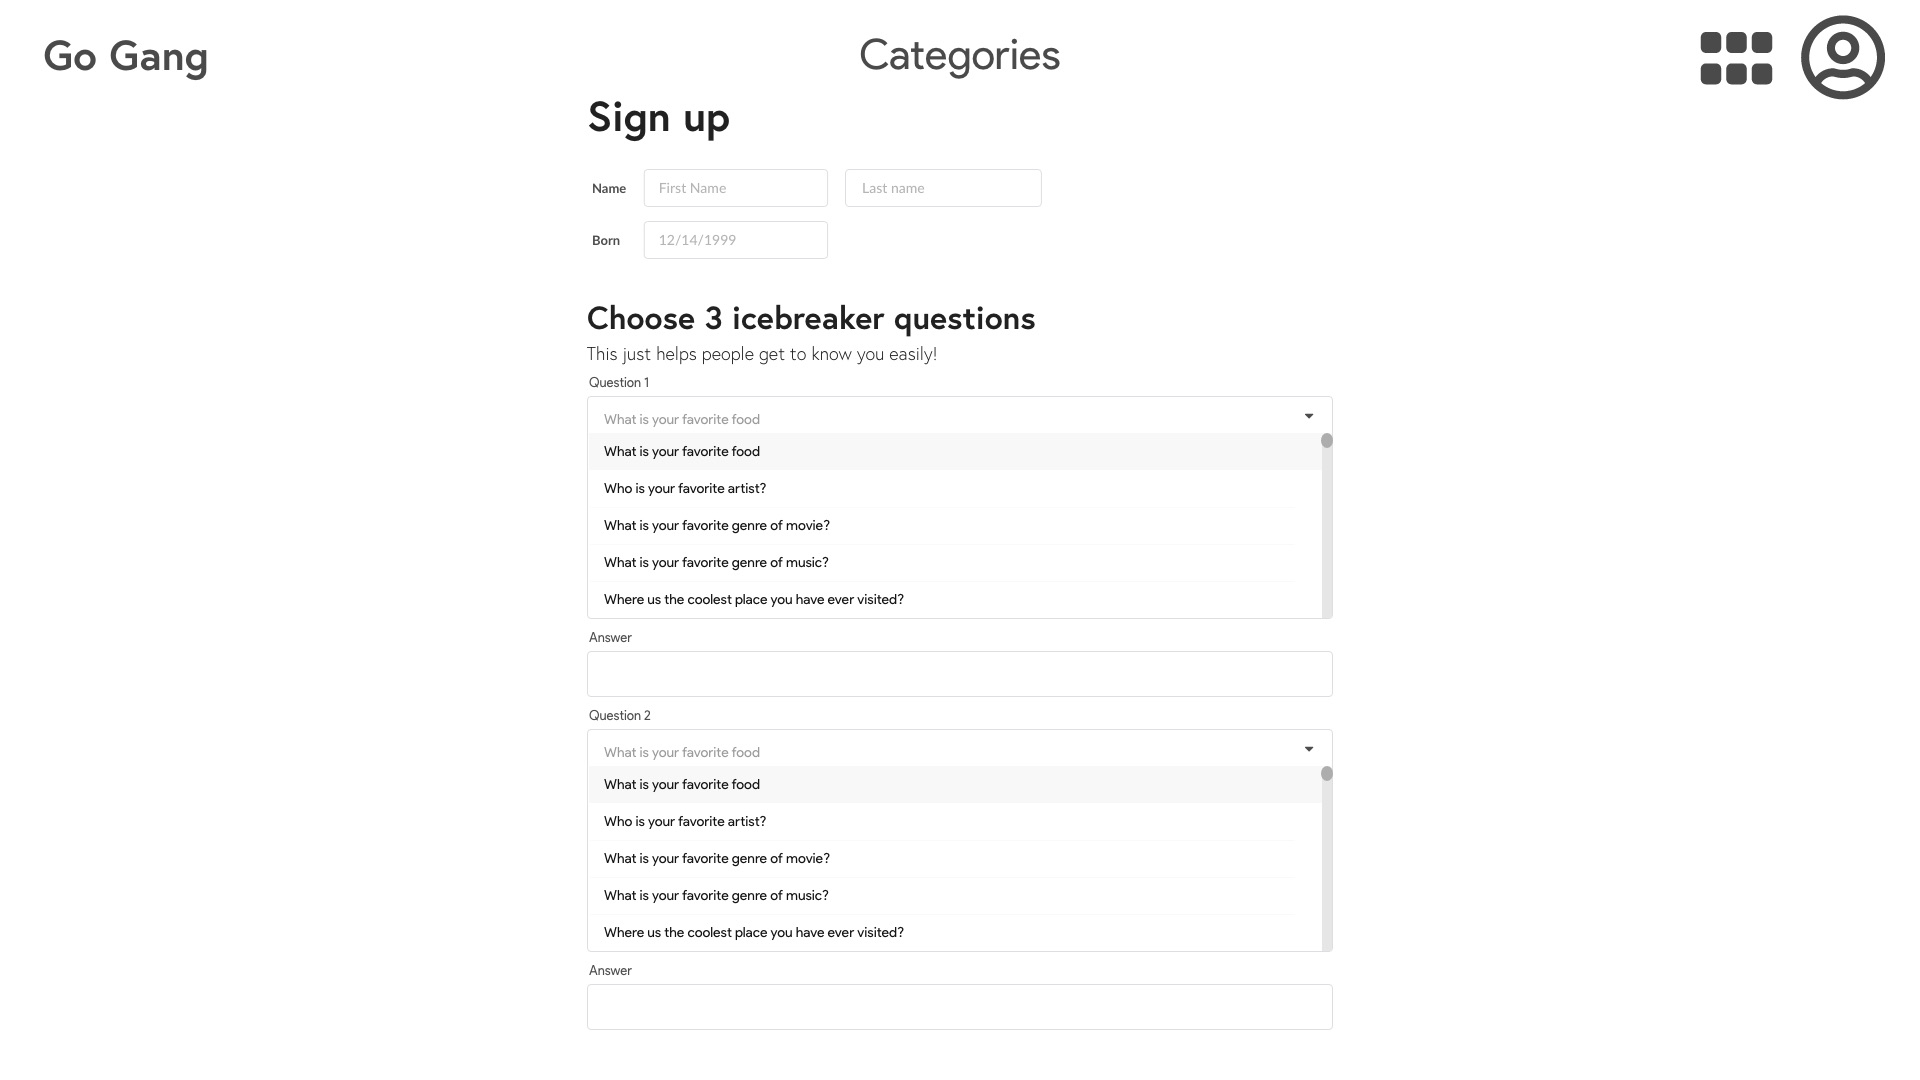 Go Gang
Categories
Sign up
Name First Name Last name
Born 12/14/1999
Choose 3 icebreaker questions
This just helps people get to know you easily!
Question 1
What is your favorite food
What is your favorite food
Who is your favorite artist?
What is your favorite genre of movie?
What is your favorite genre of music?
Where us the coolest place you have ever visited?
Answer
Question 2
What is your favorite food
What is your favorite food
Who is your favorite artist?
What is your favorite genre of movie?
What is your favorite genre of music?
Where us the coolest place you have ever visited?
Answer